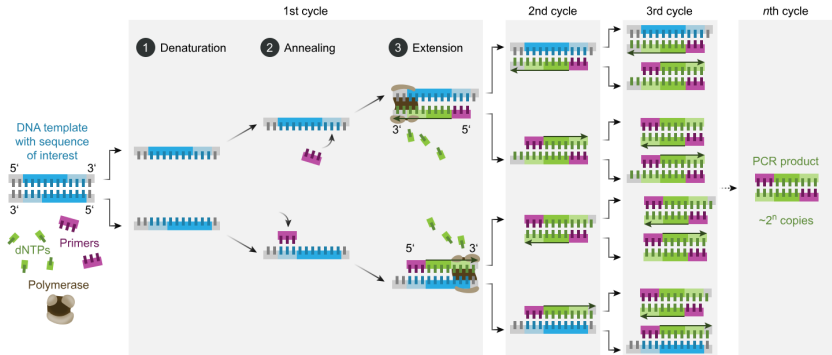 1st cycle
2nd cycle
3rd cycle
nth cycle
1 Denaturation
2 Annealing
3 Extension
DNA template
with sequence
of interest
5' 3'
3' 5'
3' 5'
5' 3'
dNTPs
Primers
Polymerase
PCR product
~2ⁿ copies